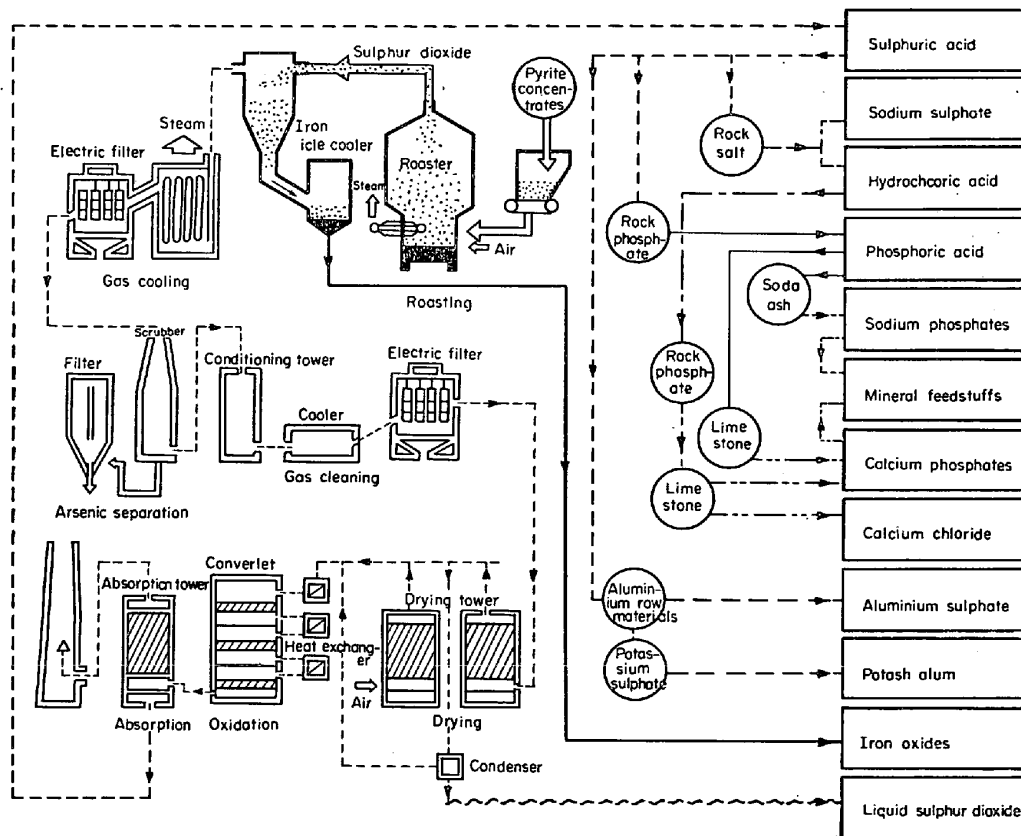 Sulphur dioxide
Pyrite
concen-
trates
Steam
Iron
icle cooler
Electric filter
Roaster
Steam
Air
Gas cooling
Roasting
Scrubber
Filter
Conditioning tower
Electric filter
Cooler
Gas cleaning
Arsenic separation
Converlet
Absorption tower
Drying tower
Heat exchang-
er
Air
Absorption
Oxidation
Drying
Condenser
Rock
salt
Rock
phosph-
ate
Soda
ash
Rock
phosph-
ate
Lime
stone
Lime
stone
Alumin-
ium raw
materials
Potas-
sium
sulphate
Sulphuric acid
Sodium sulphate
Hydrochcoric acid
Phosphoric acid
Sodium phosphates
Mineral feedstuffs
Calcium phosphates
Calcium chloride
Aluminium sulphate
Potash alum
Iron oxides
Liquid sulphur dioxide